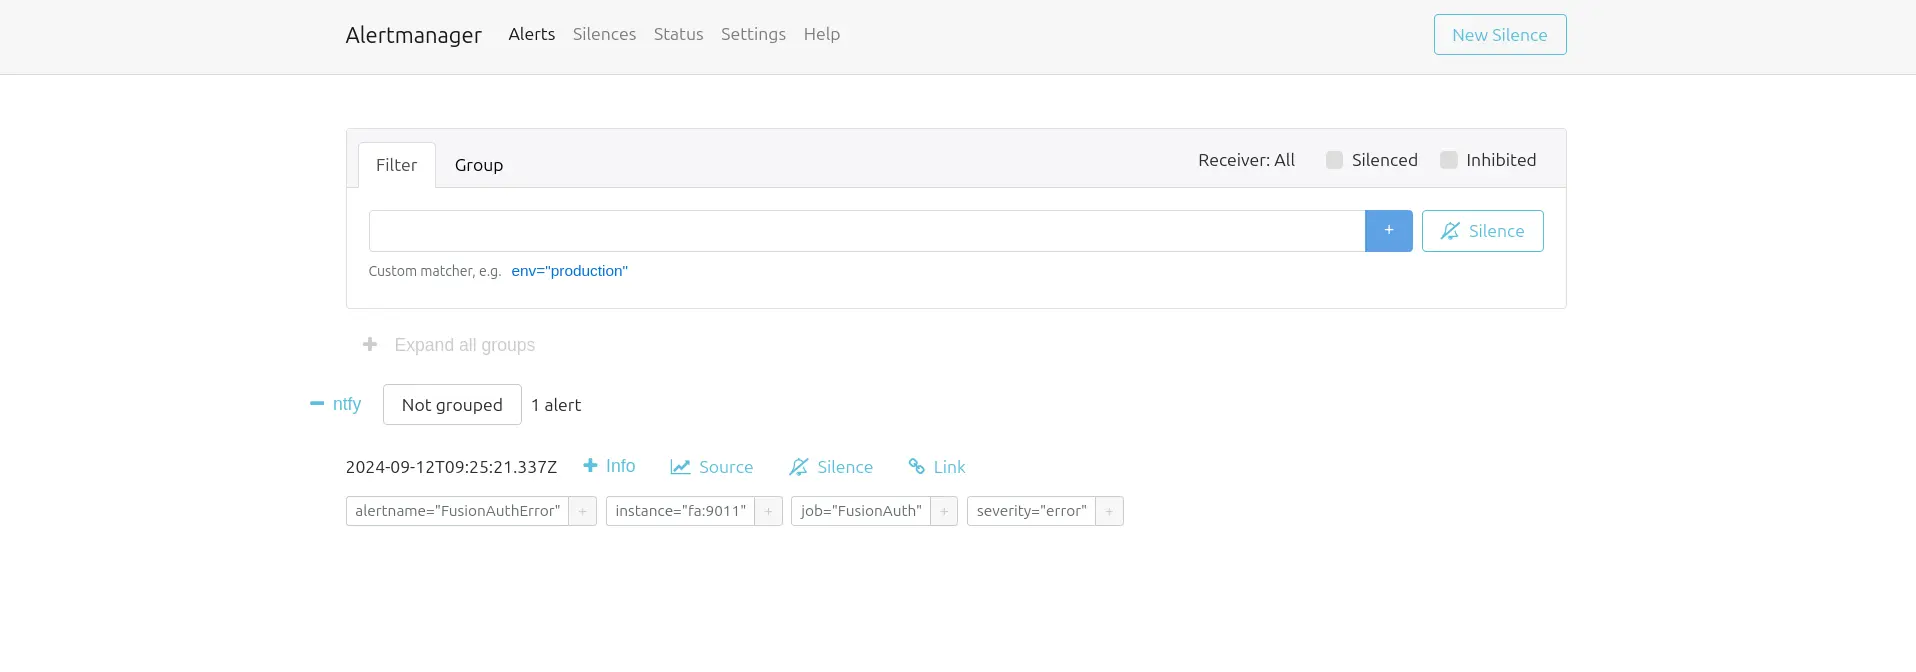 Alertmanager Alerts Silences Status Settings Help New Silence
Filter Group Receiver: All Silenced Inhibited
+ Silence
Custom matcher, e.g. env="production"
+ Expand all groups
− ntfy Not grouped 1 alert
2024-09-12T09:25:21.337Z + Info Source Silence Link
alertname="FusionAuthError" + instance="fa:9011" + job="FusionAuth" + severity="error" +